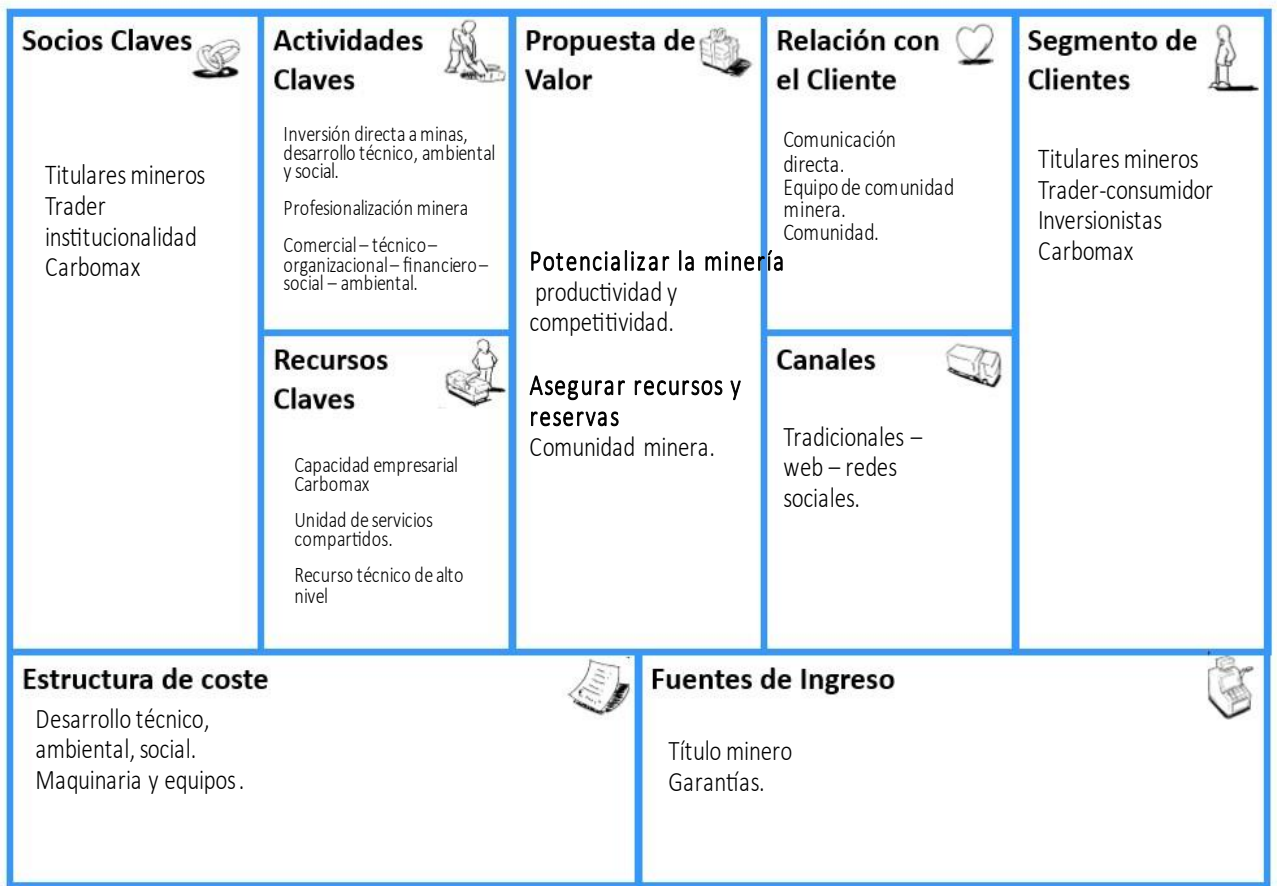 Socios Claves
Titulares mineros
Trader
institucionalidad
Carbomax
Actividades
Claves
Inversión directa a minas,
desarrollo técnico, ambiental
y social.
Profesionalización minera
Comercial – técnico –
organizacional – financiero –
social – ambiental.
Recursos
Claves
Capacidad empresarial
Carbomax
Unidad de servicios
compartidos.
Recurso técnico de alto
nivel
Propuesta de
Valor
Potencializar la minería
productividad y
competitividad.
Asegurar recursos y
reservas
Comunidad minera.
Relación con
el Cliente
Comunicación
directa.
Equipo de comunidad
minera.
Comunidad.
Canales
Tradicionales –
web – redes
sociales.
Segmento de
Clientes
Titulares mineros
Trader-consumidor
Inversionistas
Carbomax
Estructura de coste
Desarrollo técnico,
ambiental, social.
Maquinaria y equipos.
Fuentes de Ingreso
Título minero
Garantías.